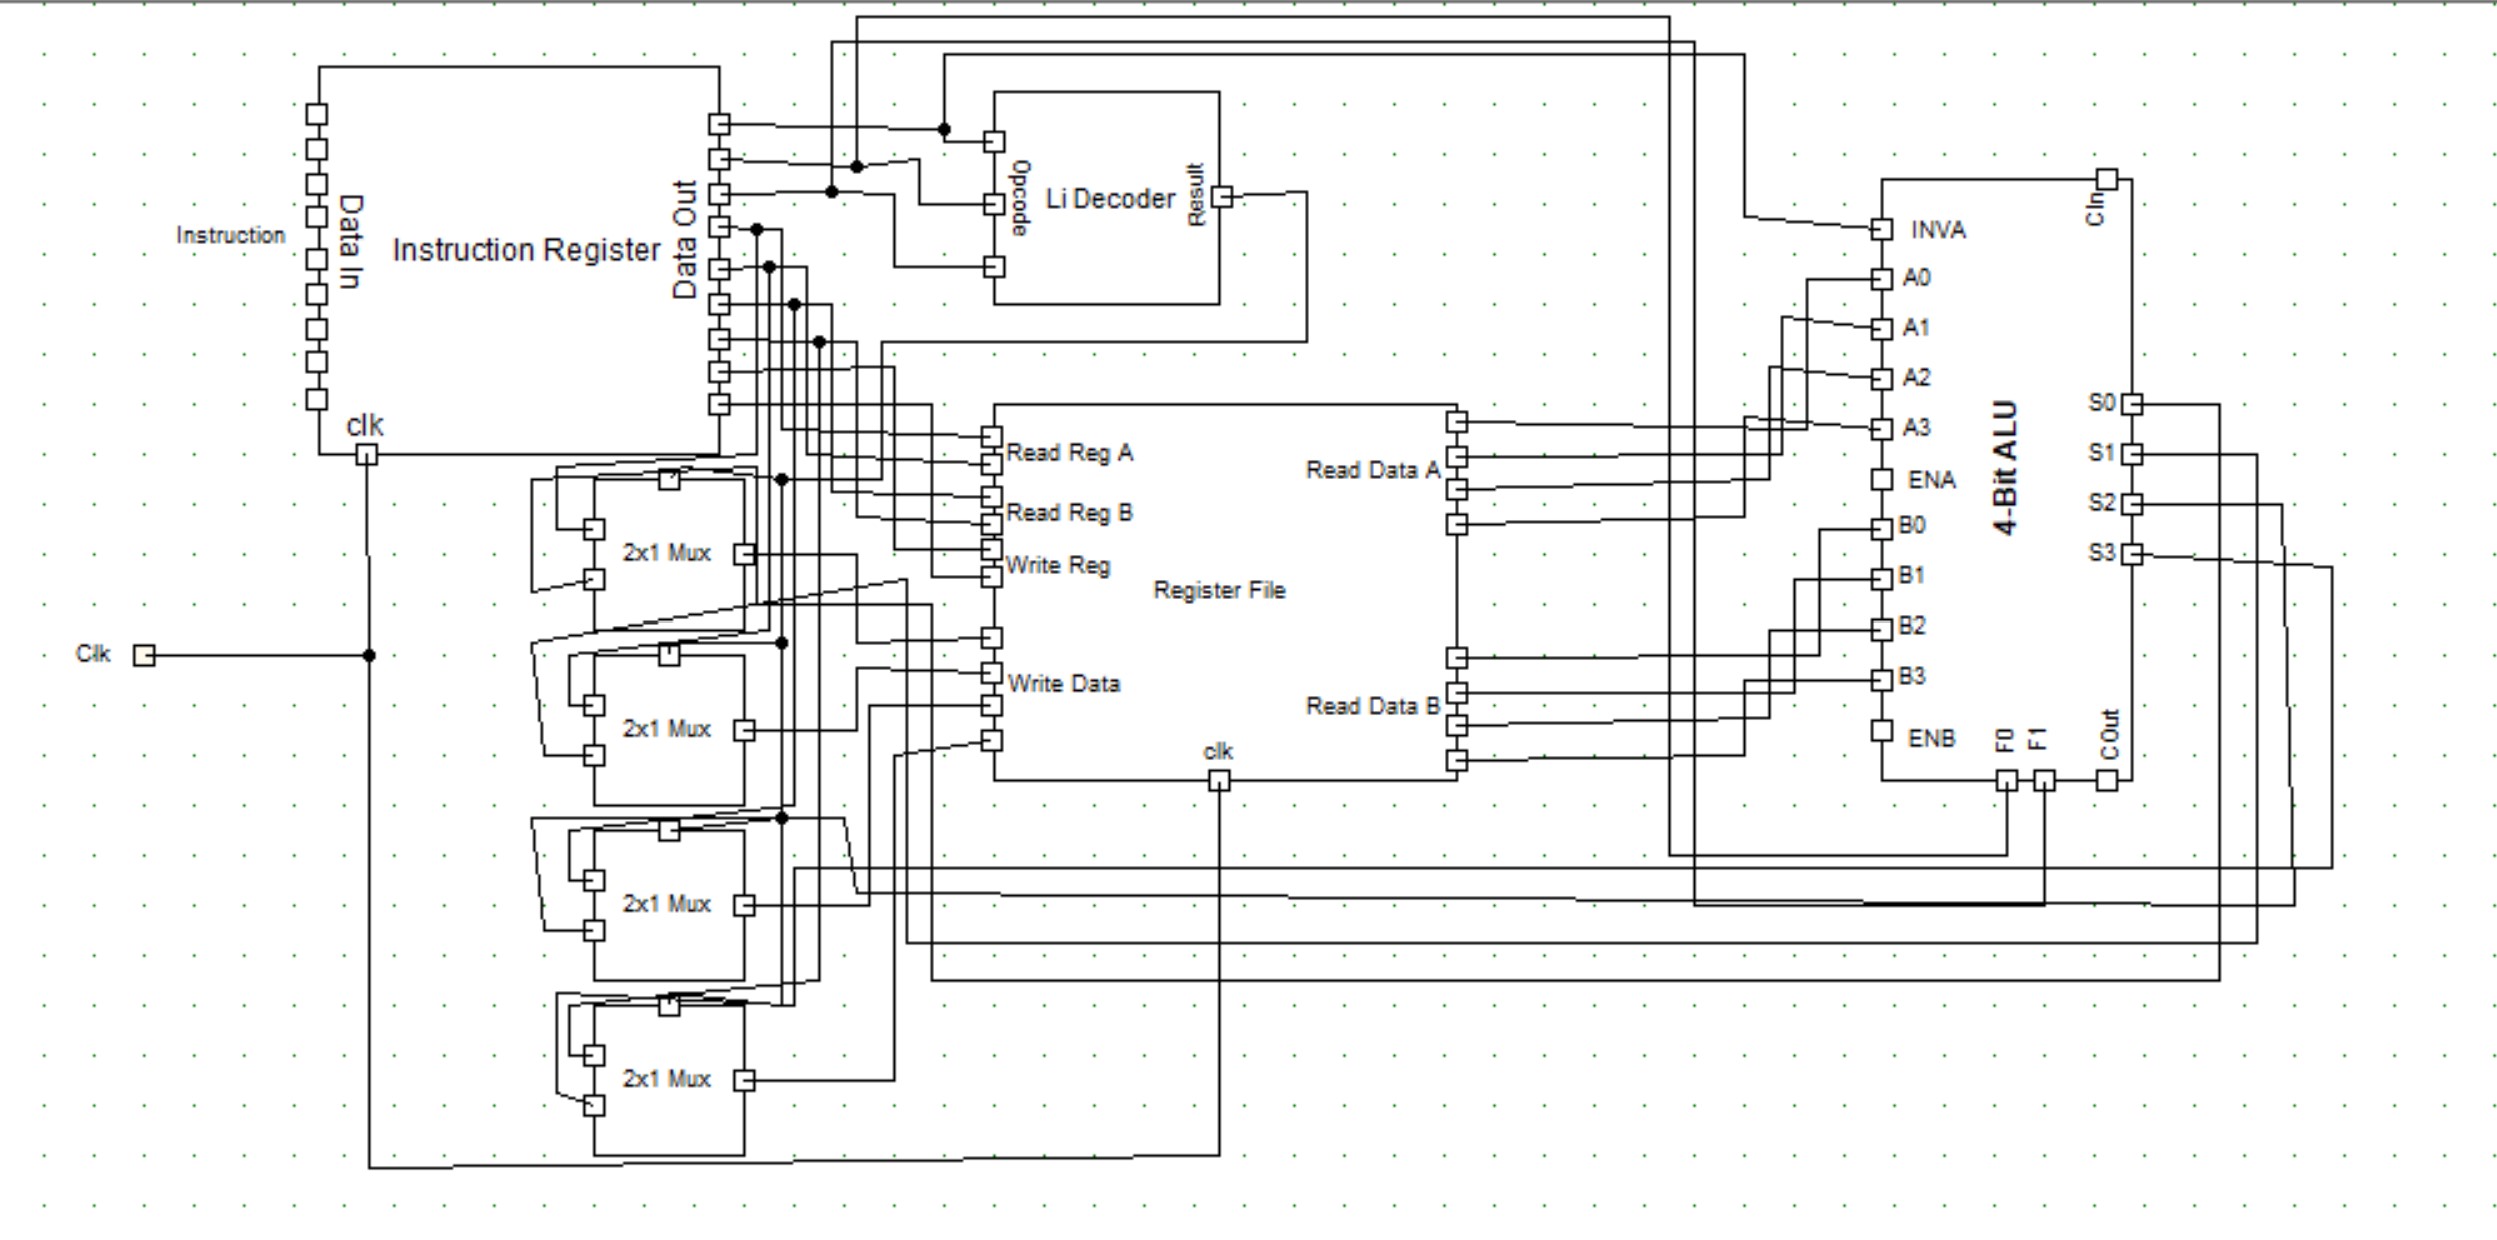 Instruction
Data In
Instruction Register
Data Out
clk
Clk
Opcode
Li Decoder
Result
2x1 Mux
2x1 Mux
2x1 Mux
2x1 Mux
Read Reg A
Read Reg B
Write Reg
Write Data
Register File
Read Data A
Read Data B
clk
INVA
A0
A1
A2
A3
ENA
B0
B1
B2
B3
ENB
4-Bit ALU
CIn
S0
S1
S2
S3
F0
F1
COut